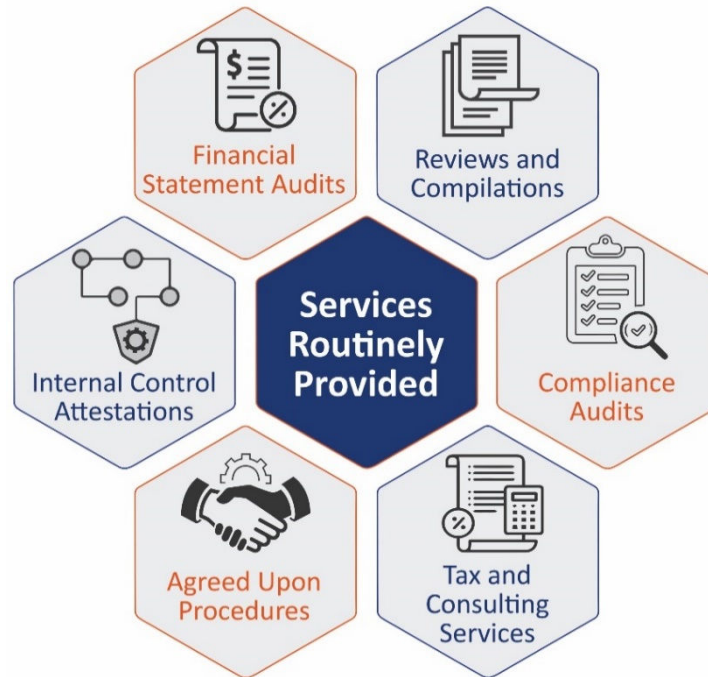 $
%
Financial
Statement Audits
Reviews and
Compilations
Internal Control
Attestations
Services
Routinely
Provided
Compliance
Audits
Agreed Upon
Procedures
%
Tax and
Consulting
Services